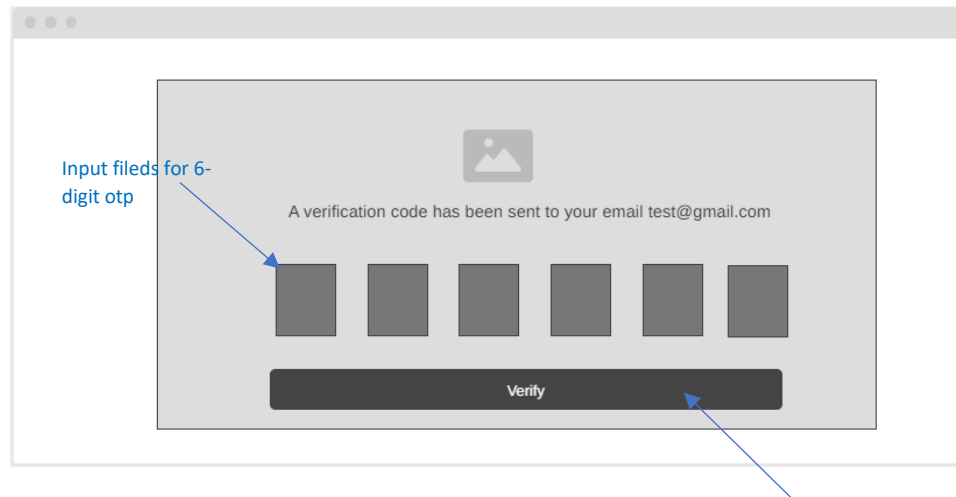 Input fileds for 6-
digit otp
A verification code has been sent to your email test@gmail.com
Verify